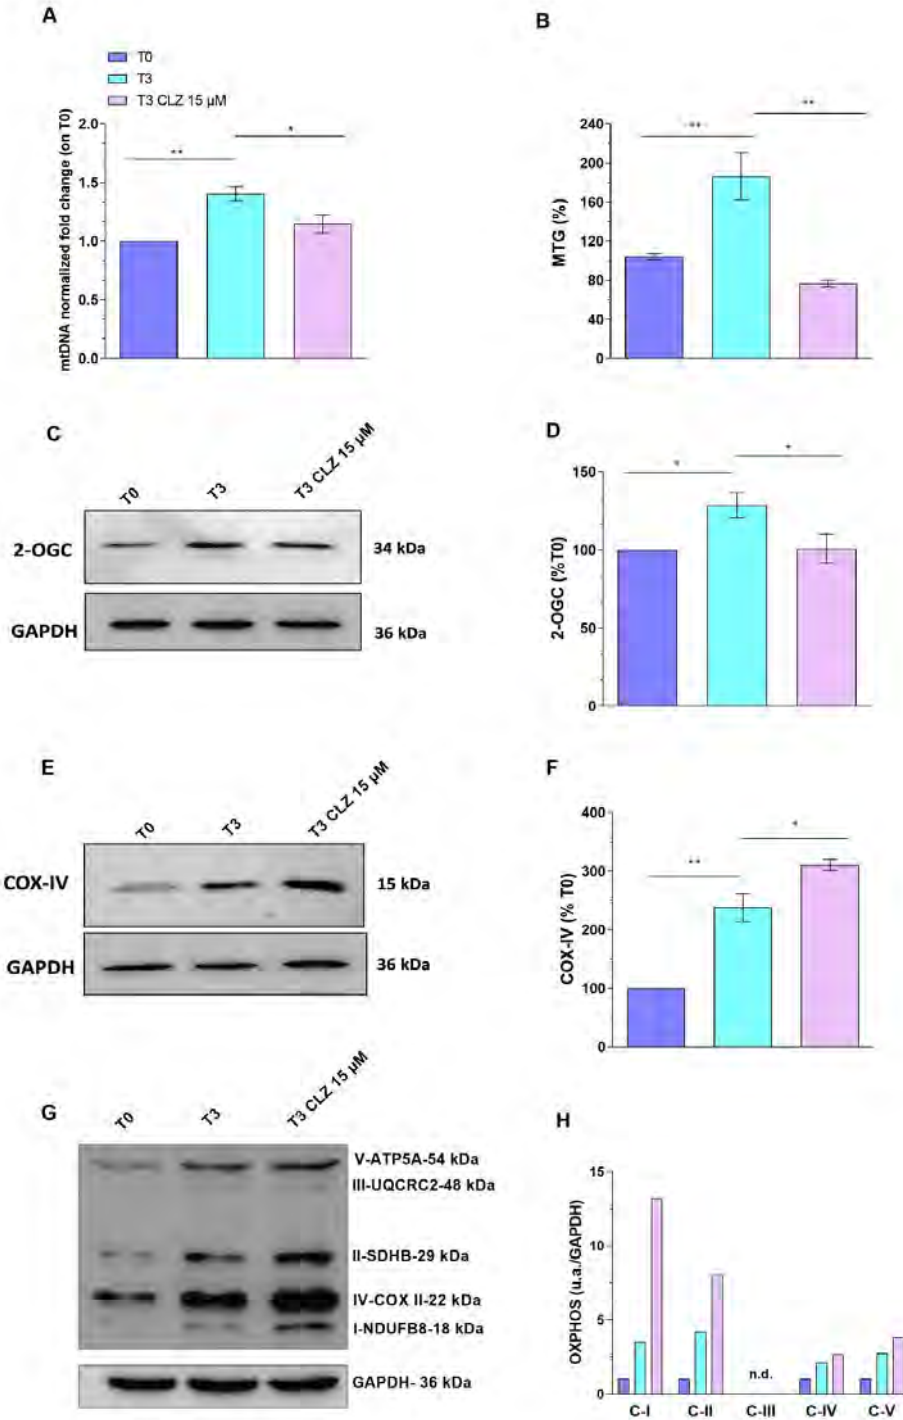 A
T0
T3
T3 CLZ 15 µM
mtDNA normalized fold change (on T0)
2.0
1.5
1.0
0.5
0.0
**
*
B
MTG (%)
240
200
160
120
80
40
0
**
C
T0
T3
T3 CLZ 15 µM
2-OGC
34 kDa
GAPDH
36 kDa
D
2-OGC (%T0)
150
100
50
0
*
*
E
T0
T3
T3 CLZ 15 µM
COX-IV
15 kDa
GAPDH
36 kDa
F
COX-IV (% T0)
400
300
200
100
0
**
*
G
T0
T3
T3 CLZ 15 µM
V-ATP5A-54 kDa
III-UQCRC2-48 kDa
II-SDHB-29 kDa
IV-COX II-22 kDa
I-NDUFB8-18 kDa
GAPDH- 36 kDa
H
OXPHOS (u.a./GAPDH)
15
10
5
0
n.d.
C-I
C-II
C-III
C-IV
C-V